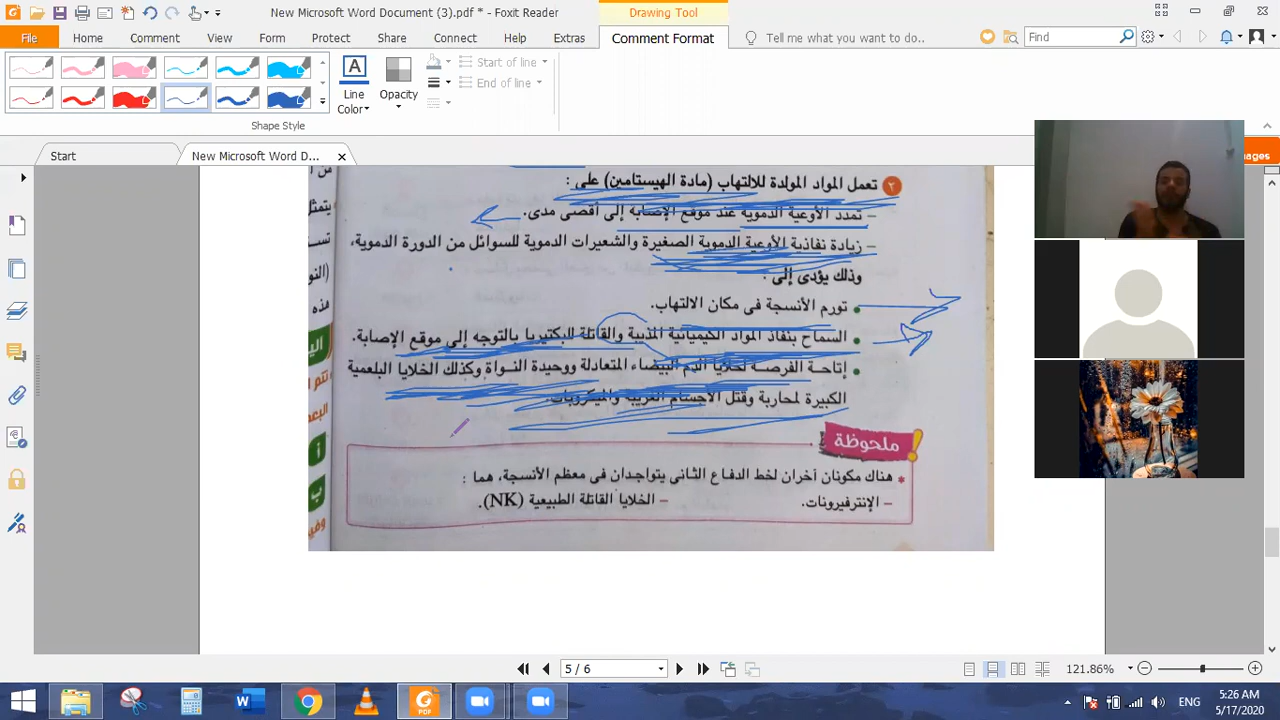 New Microsoft Word Document (3).pdf * - Foxit Reader
Drawing Tool
File
Home
Comment
View
Form
Protect
Share
Connect
Help
Extras
Comment Format
Tell me what you want to do..
Find
Line Color
Opacity
Start of line
End of line
Shape Style
Start
New Microsoft Word D...
ages
٢ تعمل المواد المولدة للالتهاب (مادة الهيستامين) على :
– تمدد الأوعية الدموية عند موقع الإصابة إلى أقصى مدى.
– زيادة نفاذية الأوعية الدموية الصغيرة والشعيرات الدموية للسوائل من الدورة الدموية،
وذلك يؤدى إلى :
• تورم الأنسجة فى مكان الالتهاب.
• السماح بنفاذ المواد الكيميائية المذيبة والقاتلة للبكتيريا بالتوجه إلى موقع الإصابة.
• إتاحة الفرصة لخلايا الدم البيضاء المتعادلة ووحيدة النواة وكذلك الخلايا البلعمية
الكبيرة لمحاربة وقتل الأجسام الغريبة والميكروبات.
ملحوظة !
* هناك مكونان آخران لخط الدفاع الثانى يتواجدان فى معظم الأنسجة، هما :
– الإنترفيرونات. – الخلايا القاتلة الطبيعية (NK).
5 / 6
121.86%
ENG
5:26 AM
5/17/2020